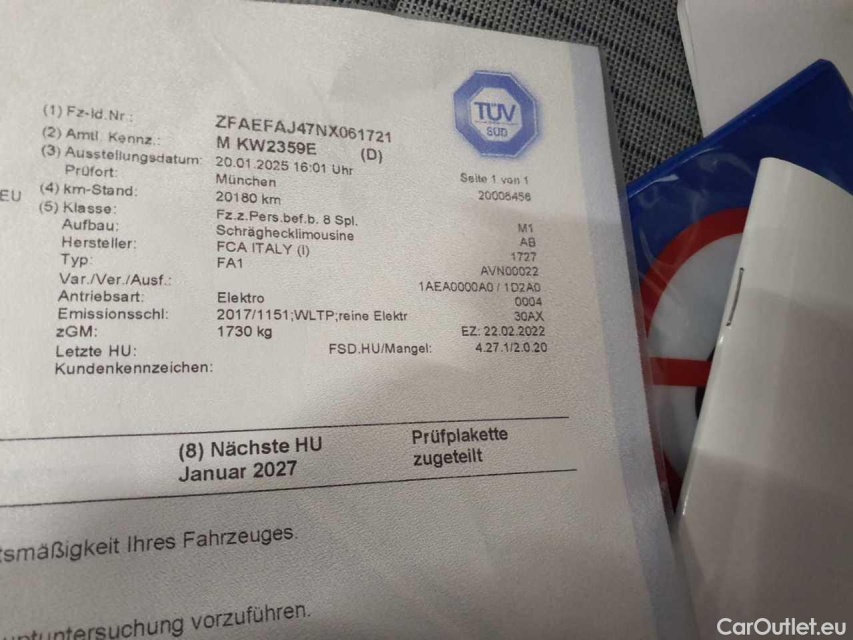 TÜV
SÜD
(1) Fz-Id.Nr.: ZFAEFAJ47NX061721
(2) Amtl. Kennz.: M KW2359E (D)
(3) Ausstellungsdatum: 20.01.2025 16:01 Uhr Seite 1 von 1
Prüfort: München 20008456
EU (4) km-Stand: 20180 km
(5) Klasse: Fz.z.Pers.bef.b. 8 Spl. M1
Aufbau: Schräghecklimousine AB
Hersteller: FCA ITALY (I) 1727
Typ: FA1 AVN00022
Var./Ver./Ausf.: 1AEA0000A0 / 1D2A0
Antriebsart: Elektro 0004
Emissionsschl: 2017/1151;WLTP;reine Elektr 30AX
zGM: 1730 kg EZ: 22.02.2022
Letzte HU: FSD.HU/Mangel: 4.27.1/2.0.20
Kundenkennzeichen:
(8) Nächste HU Prüfplakette
Januar 2027 zugeteilt
tsmäßigkeit Ihres Fahrzeuges.
uptuntersuchung vorzuführen.
CarOutlet.eu